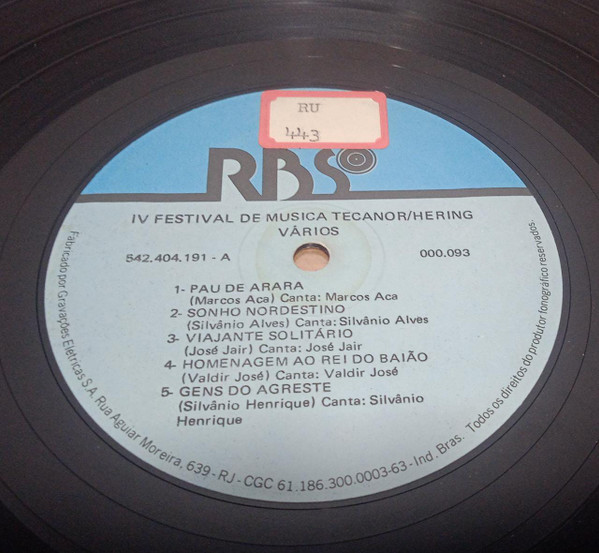 RU
443
RBS
IV FESTIVAL DE MUSICA TECANOR/HERING
VÁRIOS
542.404.191 - A
000.093
1- PAU DE ARARA
(Marcos Aca) Canta: Marcos Aca
2- SONHO NORDESTINO
(Silvânio Alves) Canta: Silvânio Alves
3- VIAJANTE SOLITÁRIO
(José Jair) Canta: José Jair
4- HOMENAGEM AO REI DO BAIÃO
(Valdir José) Canta: Valdir José
5- GENS DO AGRESTE
(Silvânio Henrique) Canta: Silvânio
Henrique
Fabricado por Gravações Elétricas S.A. Rua Aguiar Moreira, 639 - RJ - CGC 61.186.300.0003-63 - Ind. Bras. Todos os direitos do produtor fonográfico reservados.